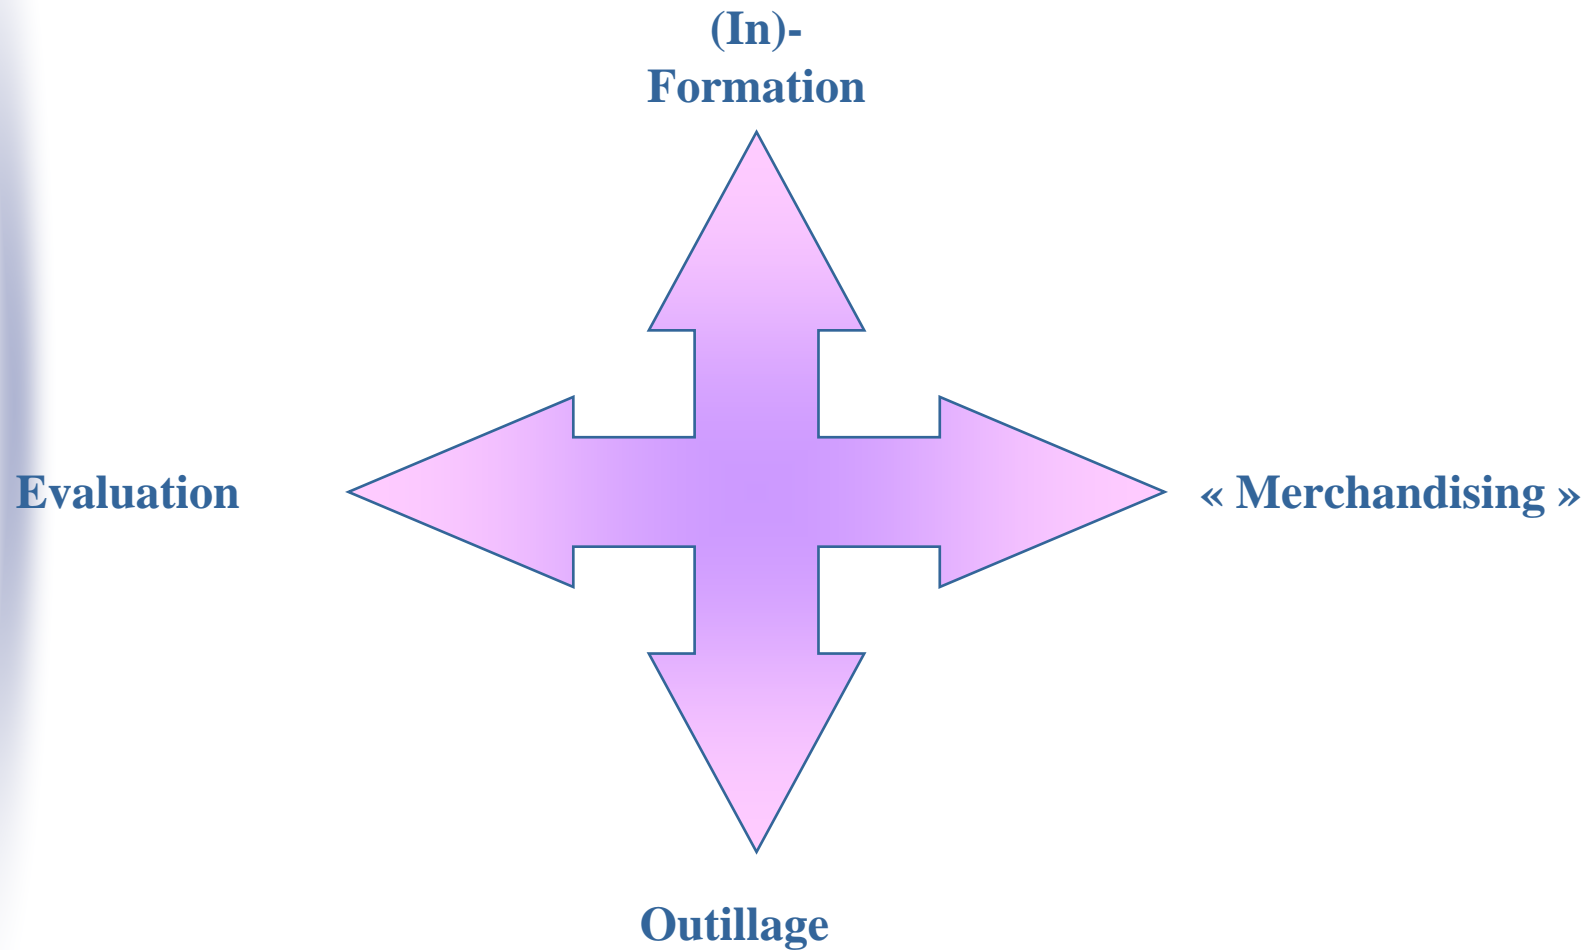 (In)-
Formation
Evaluation
« Merchandising »
Outillage